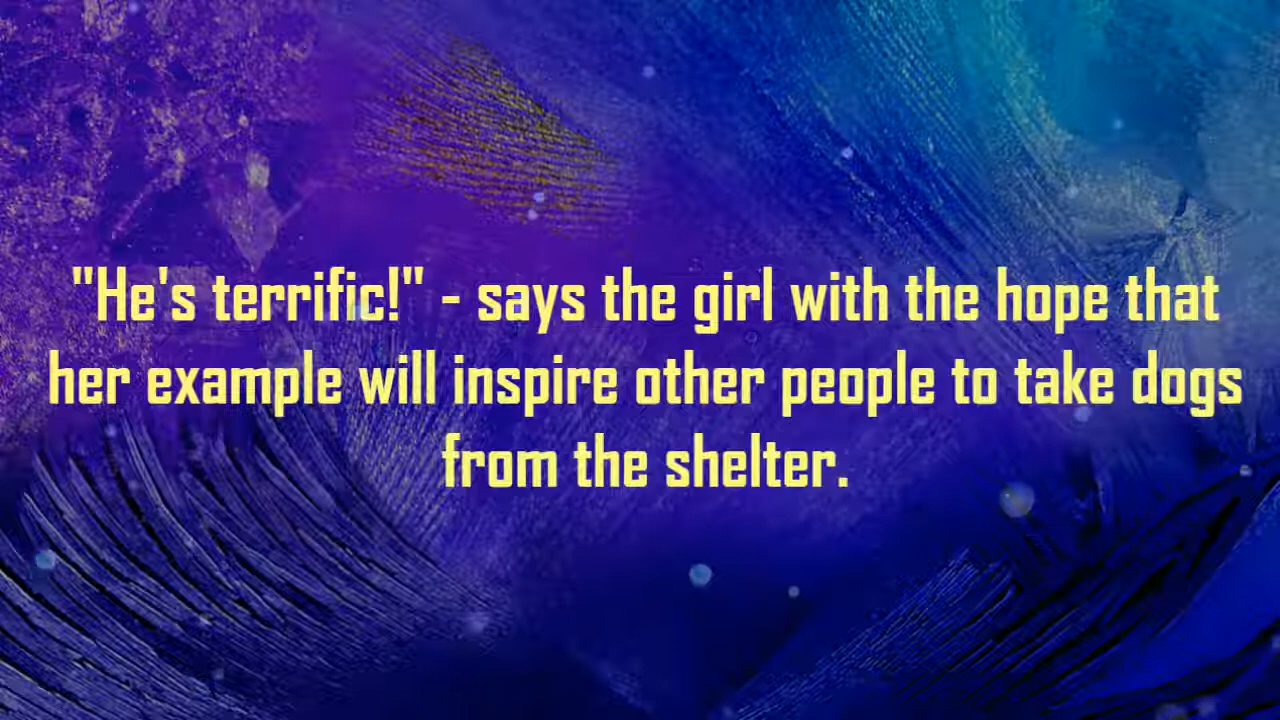 "He's terrific!" - says the girl with the hope that
her example will inspire other people to take dogs
from the shelter.